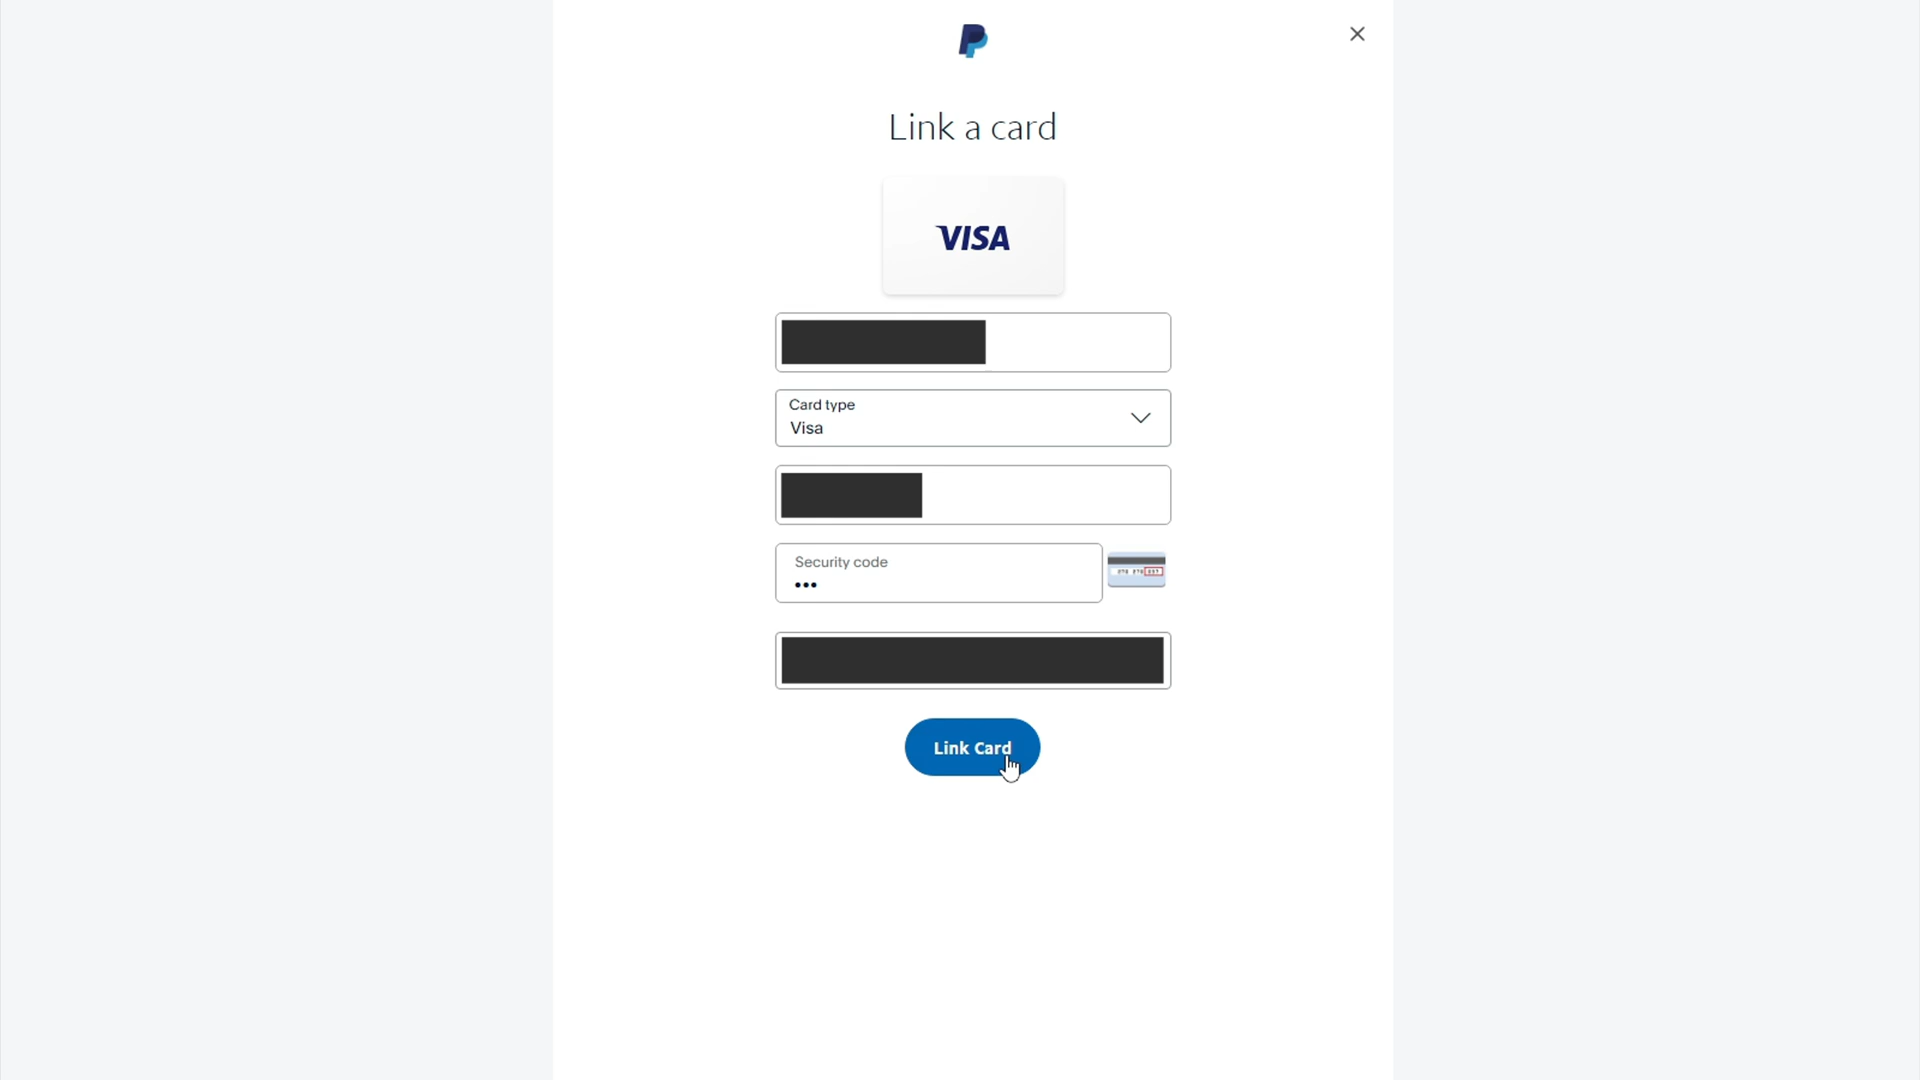 Link a card
VISA
Card type
Visa
Security code
Link Card